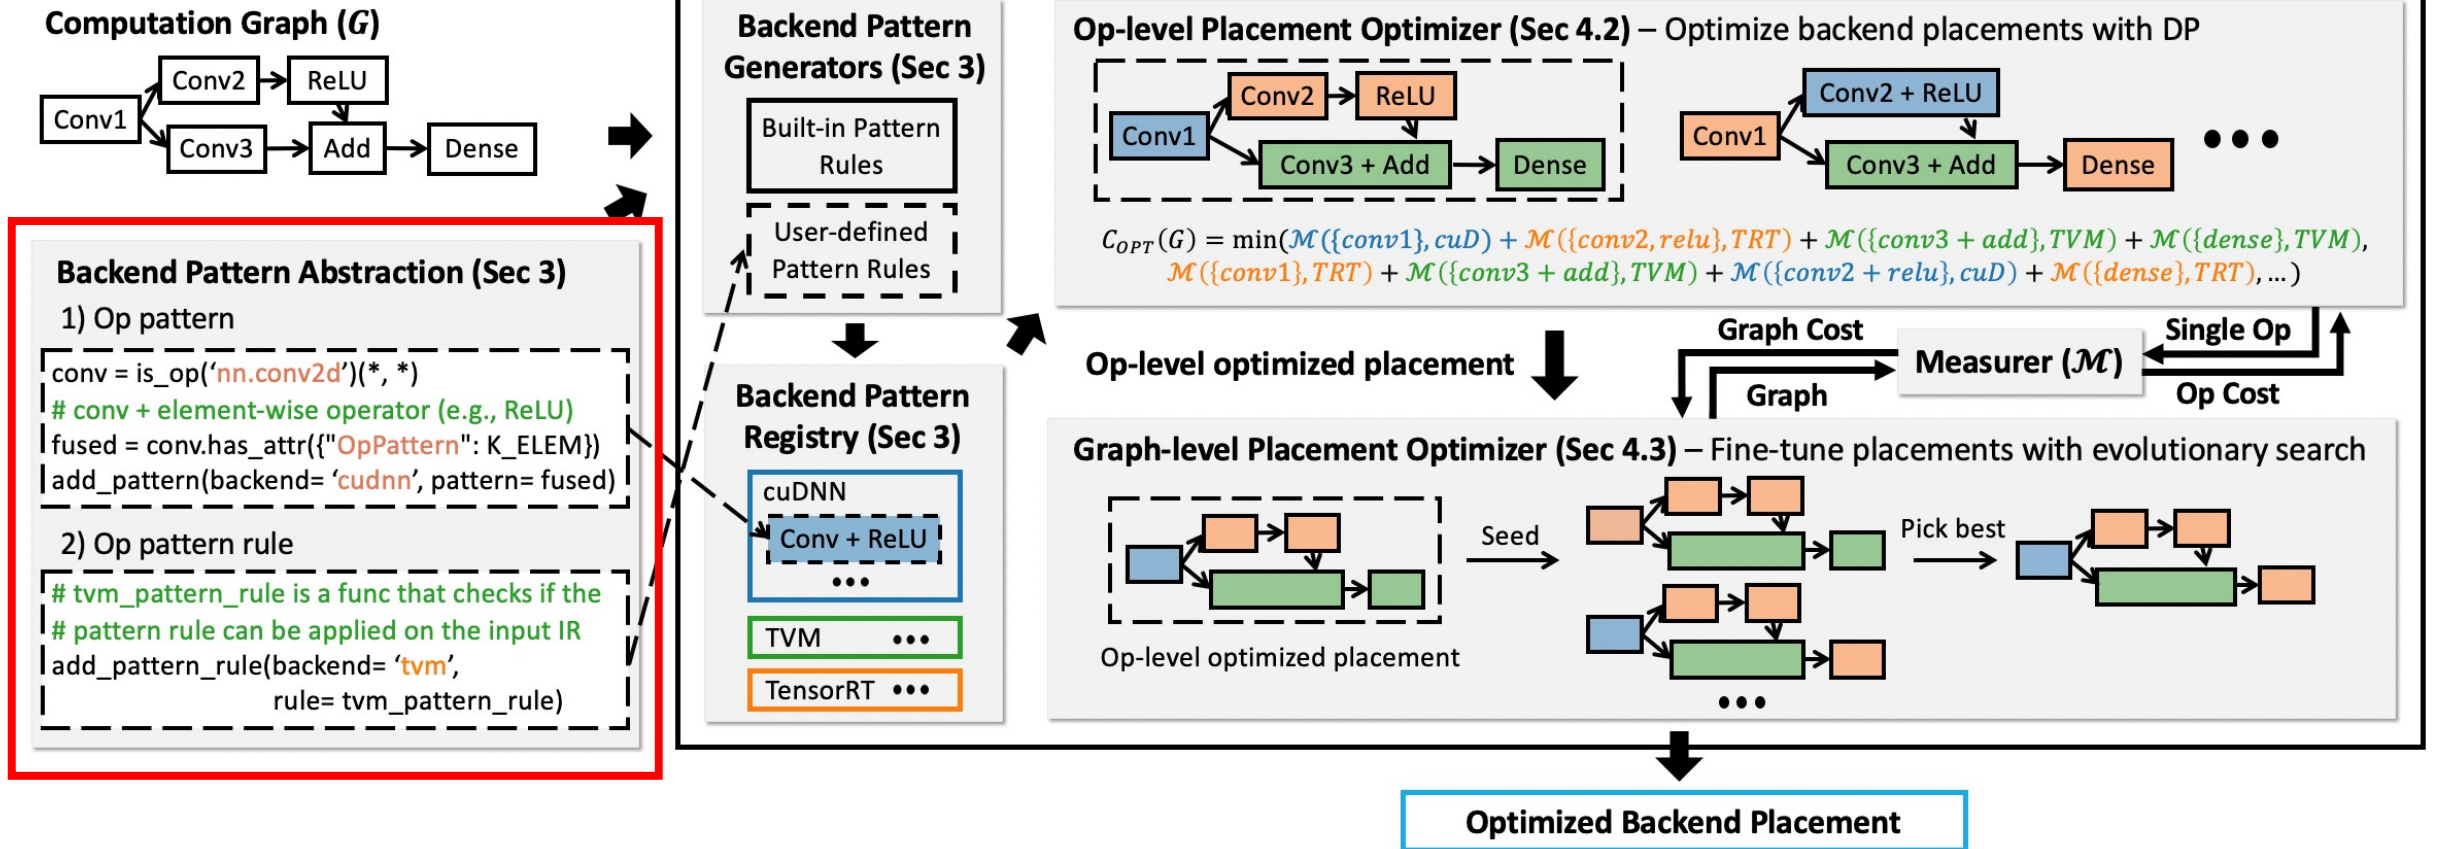 Computation Graph (G)
Conv1
Conv2
ReLU
Conv3
Add
Dense
Backend Pattern Abstraction (Sec 3)
1) Op pattern
conv = is_op(‘nn.conv2d’)(*, *)
# conv + element-wise operator (e.g., ReLU)
fused = conv.has_attr({"OpPattern": K_ELEM})
add_pattern(backend= ‘cudnn’, pattern= fused)
2) Op pattern rule
# tvm_pattern_rule is a func that checks if the
# pattern rule can be applied on the input IR
add_pattern_rule(backend= ‘tvm’,
rule= tvm_pattern_rule)
Backend Pattern
Generators (Sec 3)
Built-in Pattern
Rules
User-defined
Pattern Rules
Backend Pattern
Registry (Sec 3)
cuDNN
Conv + ReLU
•••
TVM •••
TensorRT •••
Op-level Placement Optimizer (Sec 4.2) – Optimize backend placements with DP
Conv1
Conv2
ReLU
Conv3 + Add
Dense
Conv1
Conv2 + ReLU
Conv3 + Add
Dense
•••
C_OPT(G) = min(ℳ({conv1}, cuD) + ℳ({conv2, relu}, TRT) + ℳ({conv3 + add}, TVM) + ℳ({dense}, TVM),
ℳ({conv1}, TRT) + ℳ({conv3 + add}, TVM) + ℳ({conv2 + relu}, cuD) + ℳ({dense}, TRT), …)
Op-level optimized placement
Graph Cost
Graph
Measurer (ℳ)
Single Op
Op Cost
Graph-level Placement Optimizer (Sec 4.3) – Fine-tune placements with evolutionary search
Op-level optimized placement
Seed
•••
Pick best
Optimized Backend Placement